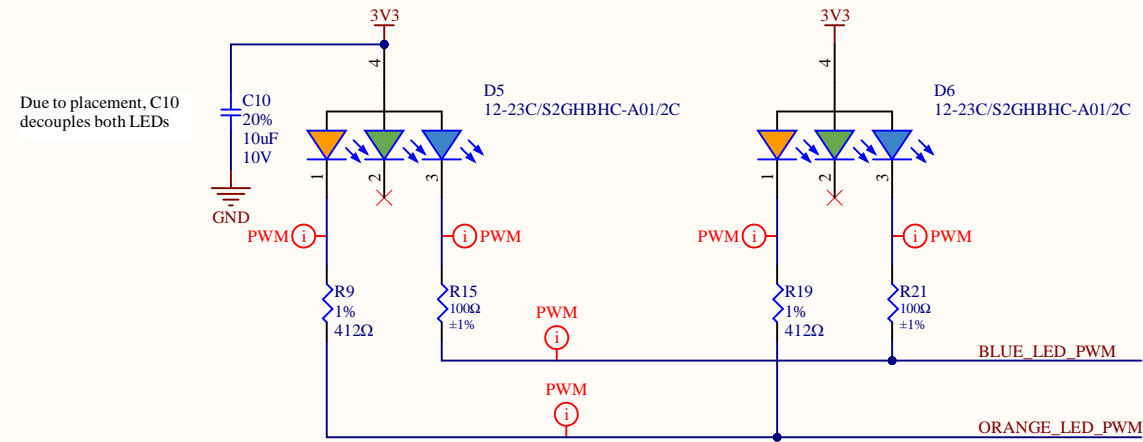 3V3
3V3
4
4
D5
12-23C/S2GHBHC-A01/2C
D6
12-23C/S2GHBHC-A01/2C
Due to placement, C10
decouples both LEDs
C10
20%
10uF
10V
1
2
3
1
2
3
GND
PWM
i
i
PWM
PWM
i
i
PWM
R9
1%
412Ω
R15
100Ω
±1%
R19
1%
412Ω
R21
100Ω
±1%
PWM
i
BLUE_LED_PWM
PWM
i
ORANGE_LED_PWM